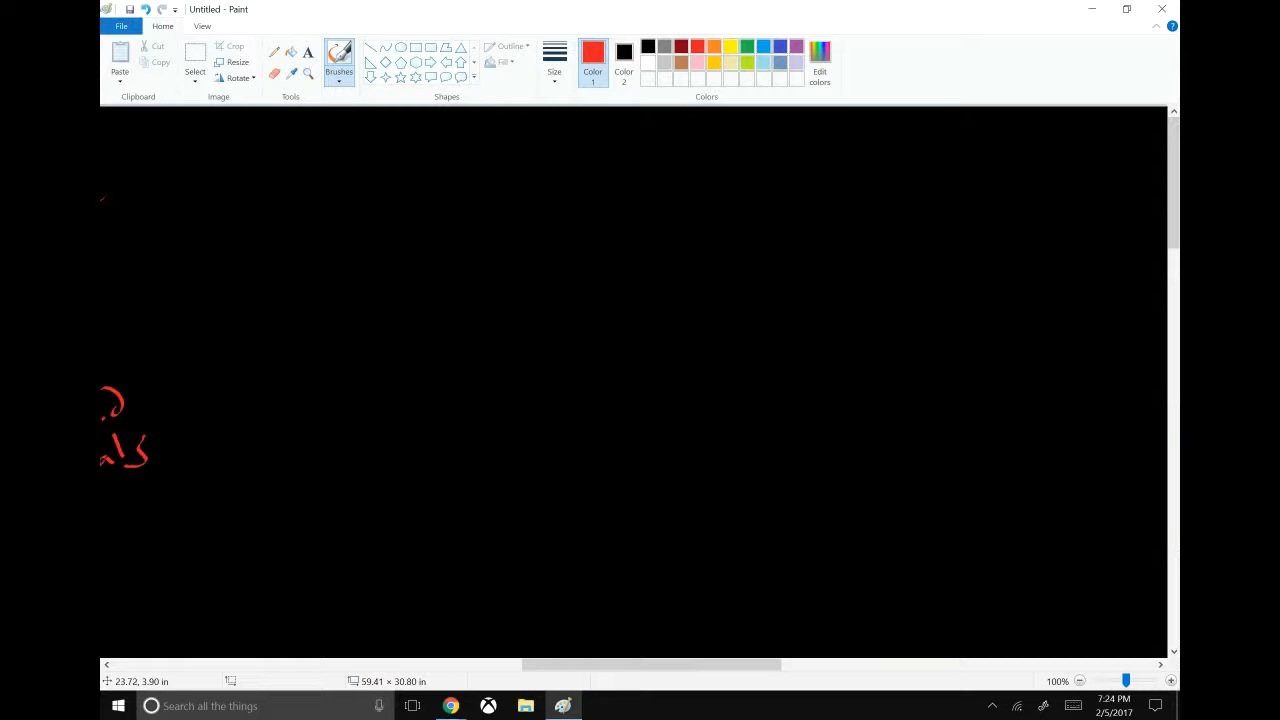 Untitled - Paint
File Home View
Paste
Cut
Copy
Clipboard
Select
Crop
Resize
Rotate
Image
A
Tools
Brushes
Shapes
Outline
Fill
Size
Color 1
Color 2
Edit colors
Colors
als
23.72, 3.90 in
59.41 × 30.80 in
100%
Search all the things
7:24 PM
2/5/2017